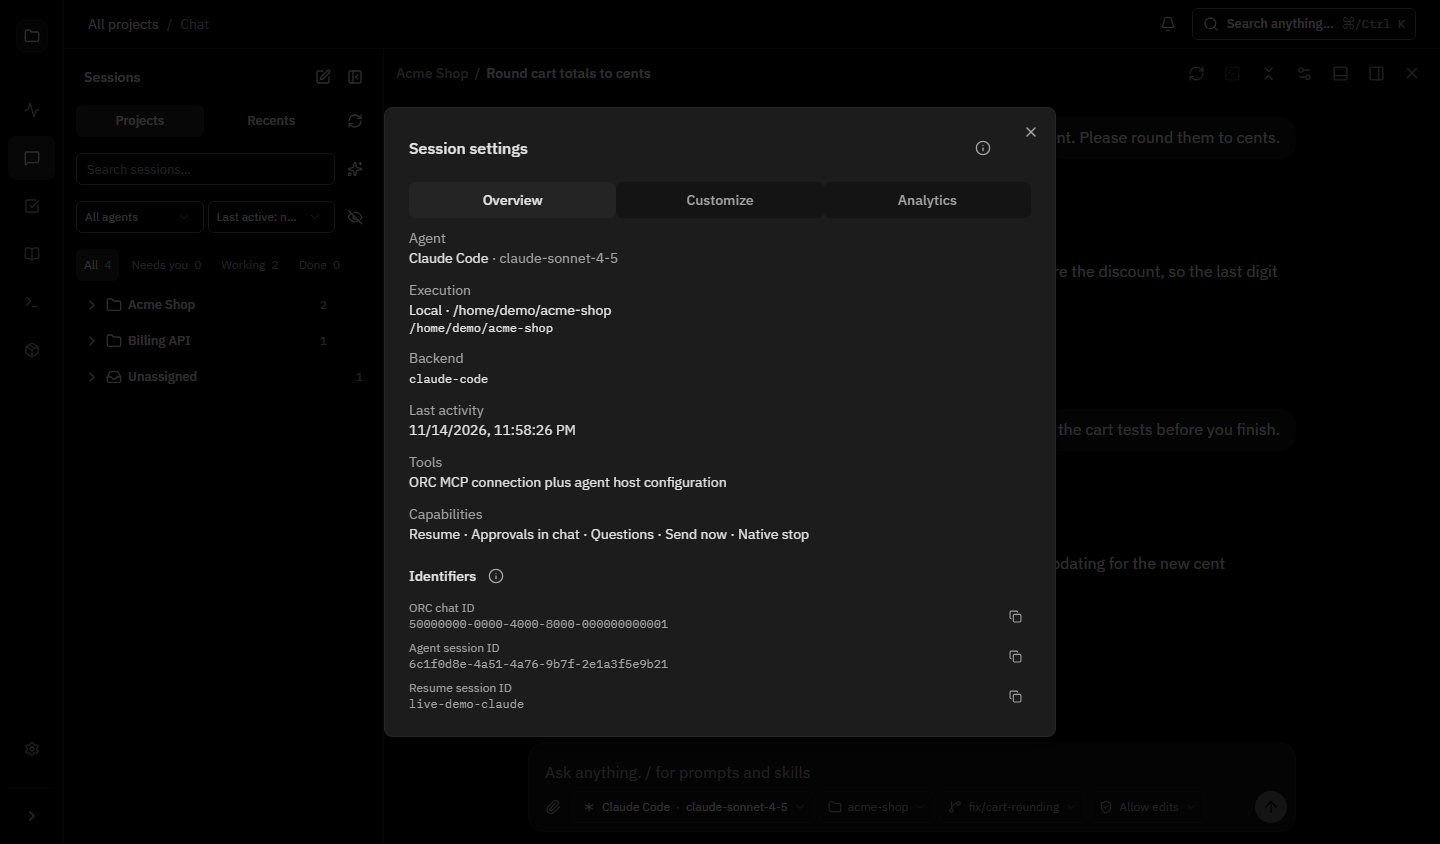 All projects / Chat
Search anything... ⌘/Ctrl K
Sessions
Acme Shop / Round cart totals to cents
Projects
Recents
nt. Please round them to cents.
Search sessions...
All agents
Last active: n...
All 4
Needs you 0
Working 2
Done 0
Acme Shop 2
Billing API 1
Unassigned 1
Session settings
Overview
Customize
Analytics
Agent
Claude Code · claude-sonnet-4-5
Execution
Local · /home/demo/acme-shop
/home/demo/acme-shop
Backend
claude-code
Last activity
11/14/2026, 11:58:26 PM
Tools
ORC MCP connection plus agent host configuration
Capabilities
Resume · Approvals in chat · Questions · Send now · Native stop
Identifiers
ORC chat ID
50000000-0000-4000-8000-000000000001
Agent session ID
6c1f0d8e-4a51-4a76-9b7f-2e1a3f5e9b21
Resume session ID
live-demo-claude
re the discount, so the last digit
the cart tests before you finish.
pdating for the new cent
Ask anything. / for prompts and skills
Claude Code · claude-sonnet-4-5
acme-shop
fix/cart-rounding
Allow edits